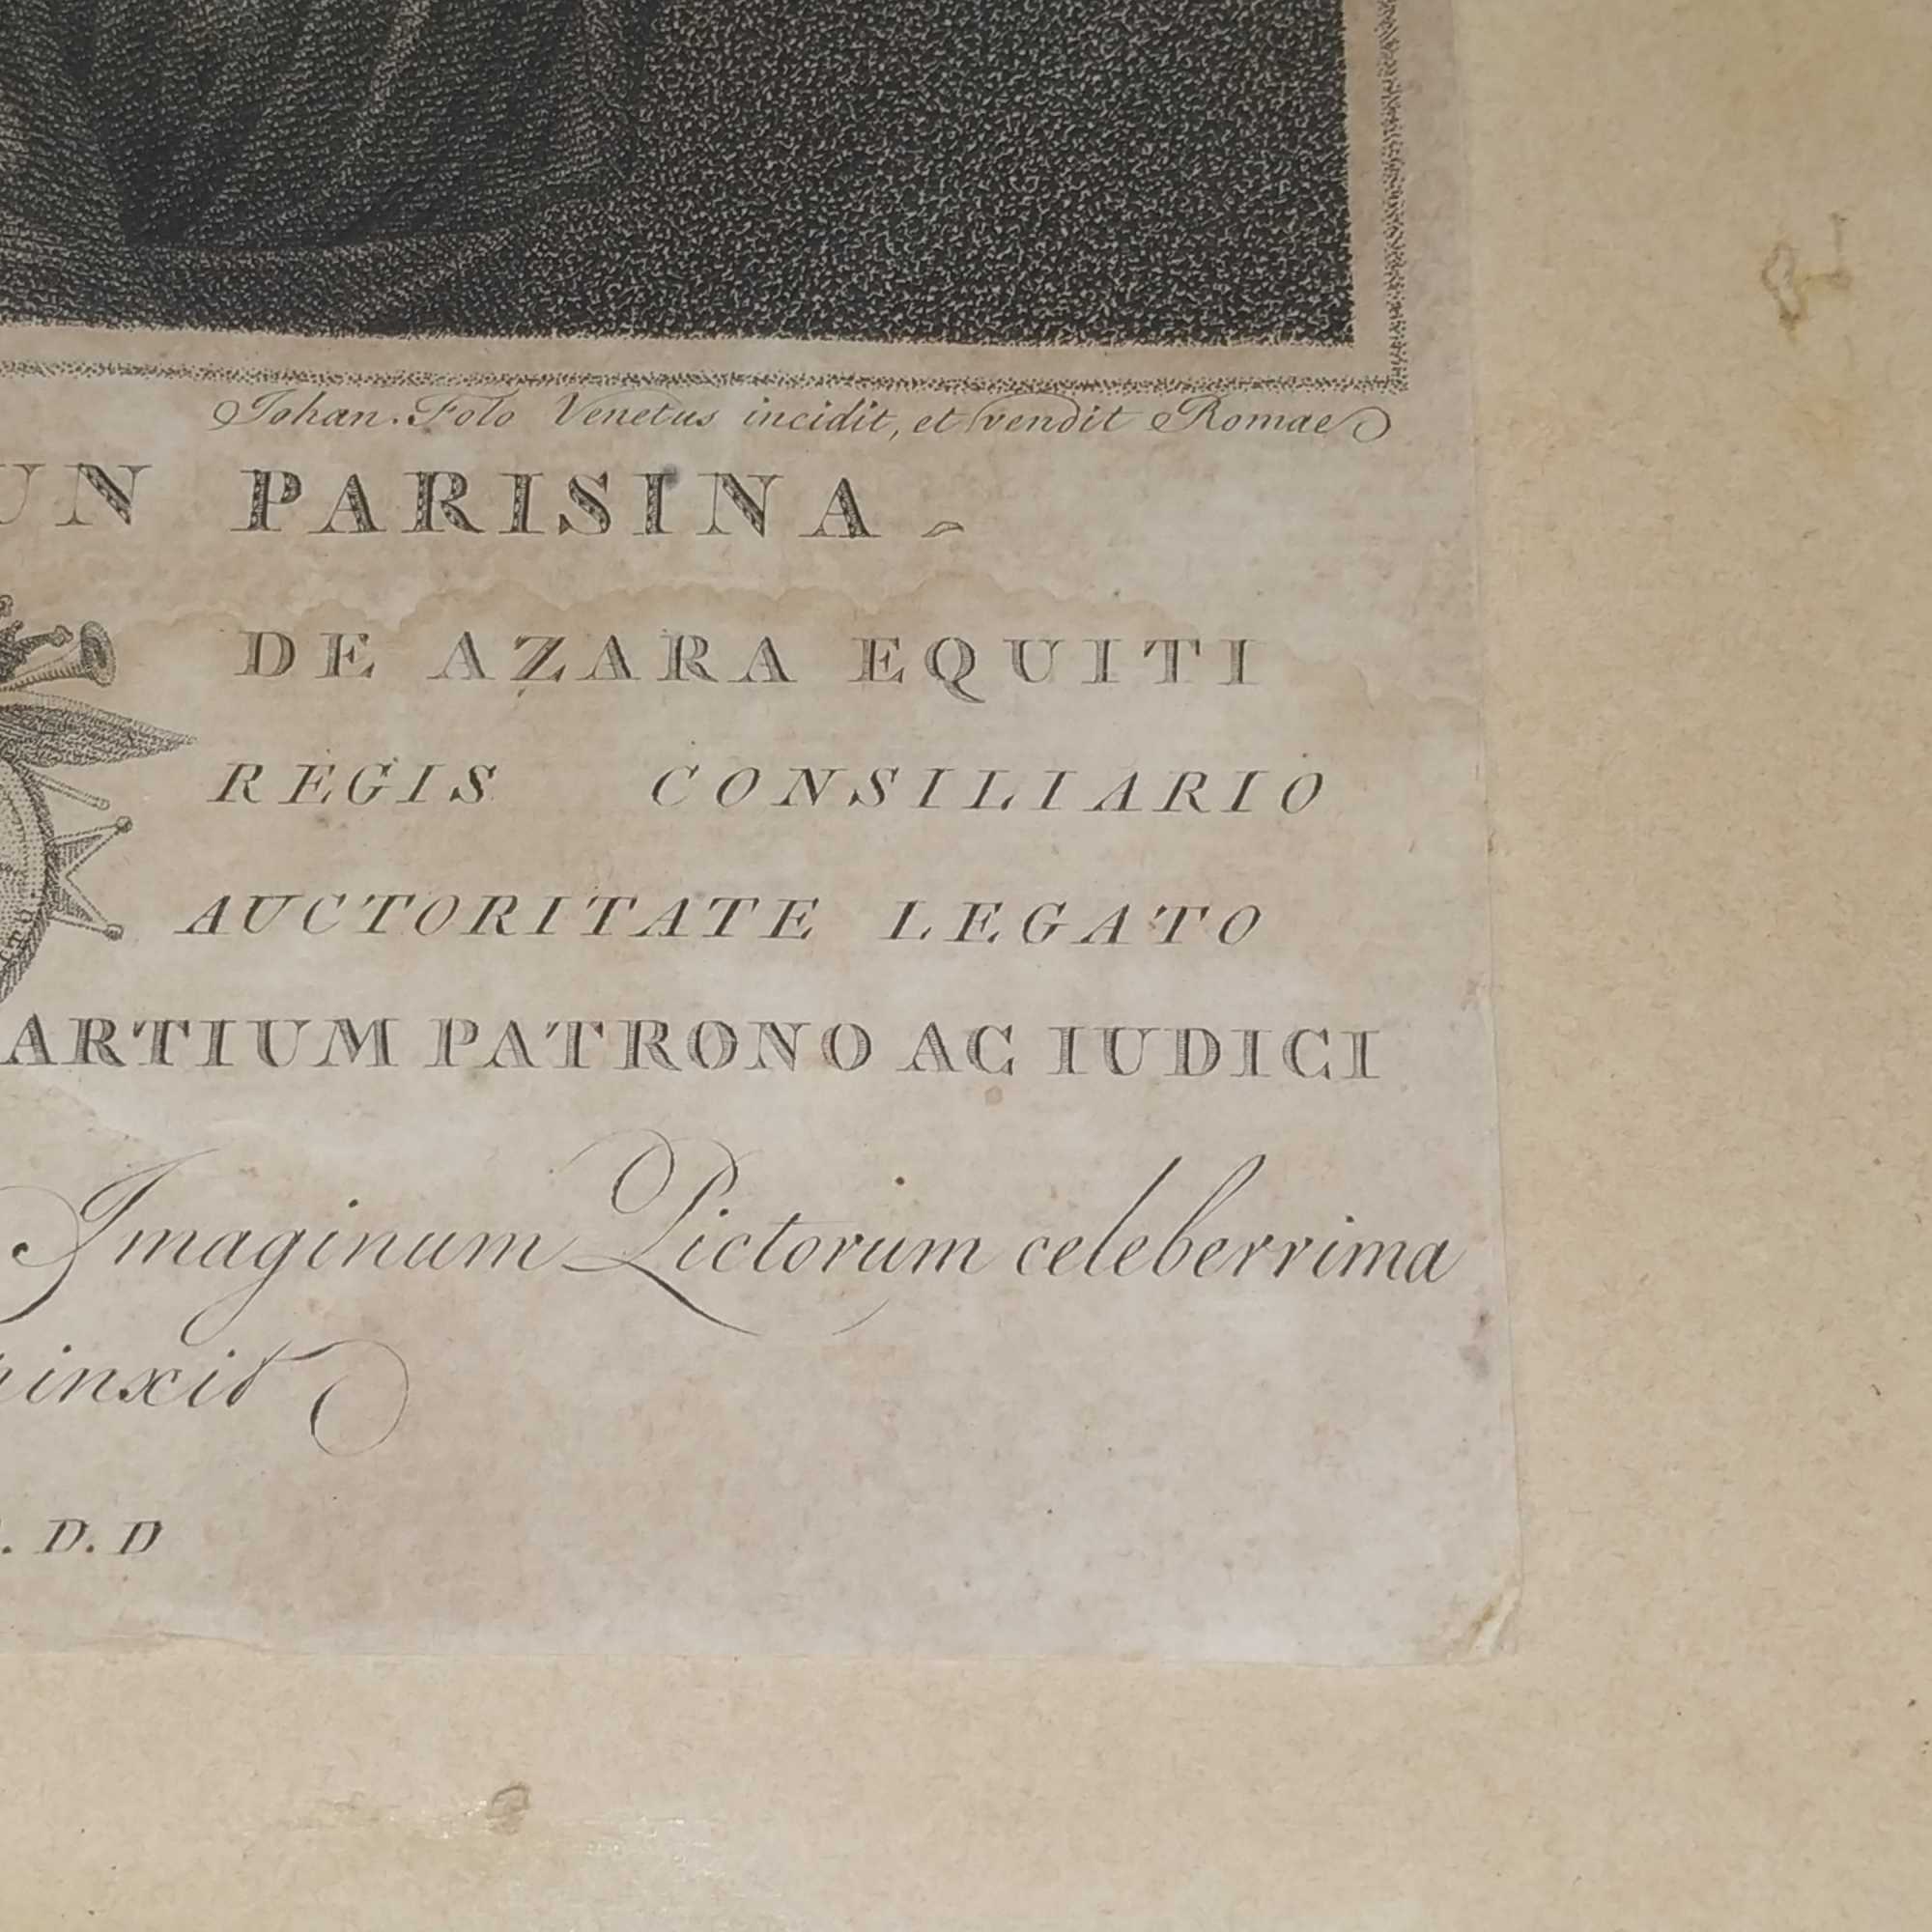 Johan. Folo Venetus incidit, et vendit Romae
UN PARISINA
DE AZARA EQUITI
REGIS CONSILIARIO
AUCTORITATE LEGATO
ARTIUM PATRONO AC IUDICI
Imaginum Pictorum celeberrima
pinxit
D. D